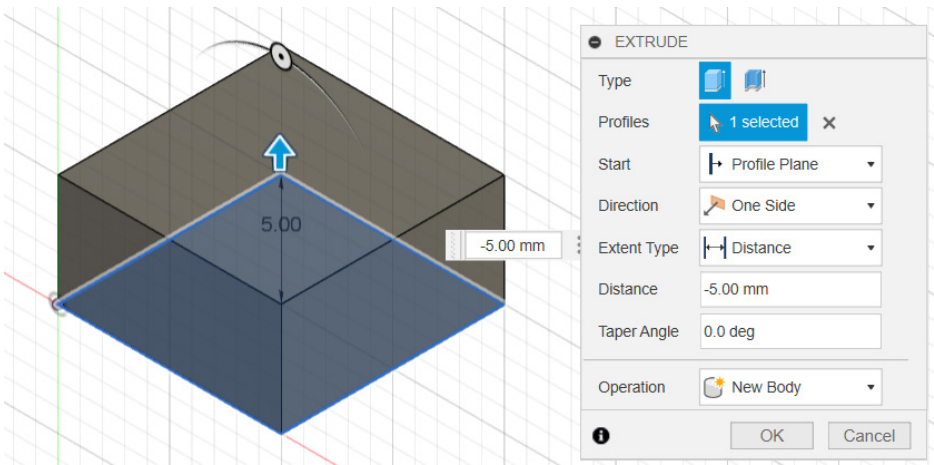 EXTRUDE
Type
Profiles 1 selected
Start Profile Plane
Direction One Side
Extent Type Distance
Distance -5.00 mm
Taper Angle 0.0 deg
Operation New Body
OK Cancel
5.00
-5.00 mm